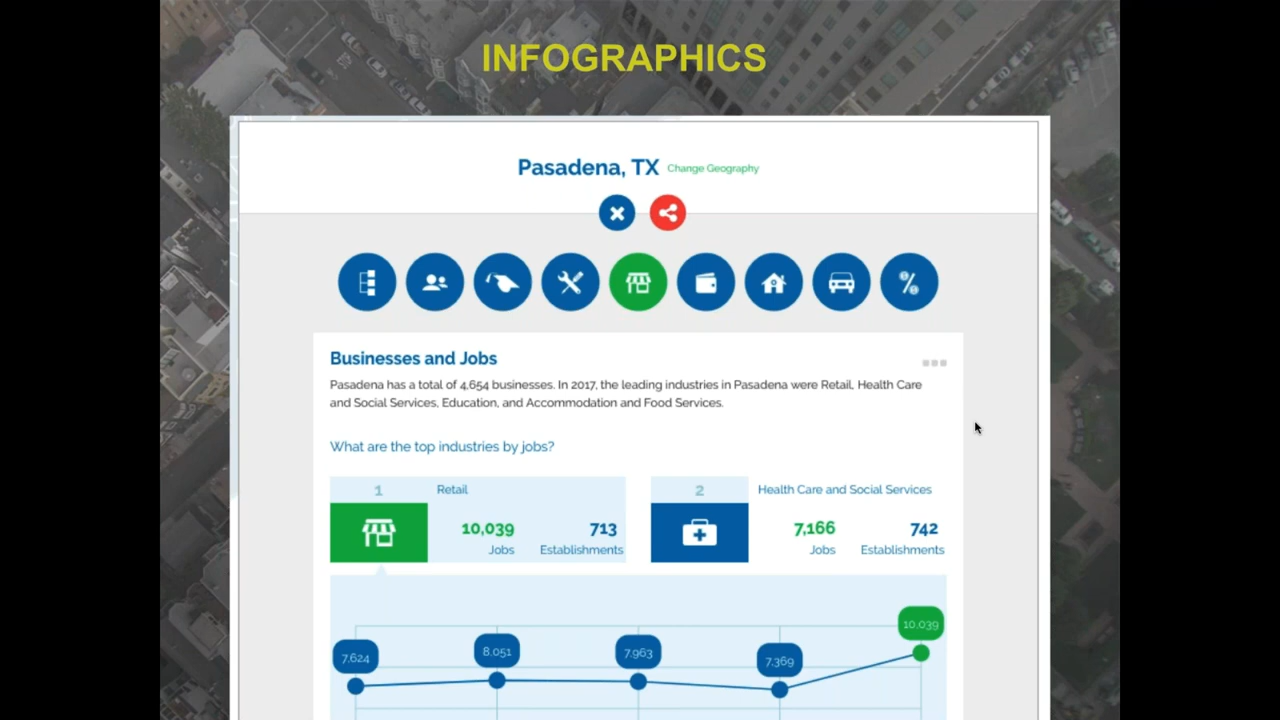 INFOGRAPHICS
Pasadena, TX Change Geography
Businesses and Jobs
Pasadena has a total of 4,654 businesses. In 2017, the leading industries in Pasadena were Retail, Health Care
and Social Services, Education, and Accommodation and Food Services.
What are the top industries by jobs?
1 Retail
10,039 713
Jobs Establishments
2 Health Care and Social Services
7,166 742
Jobs Establishments
7,624 8,051 7,963 7,369 10,039